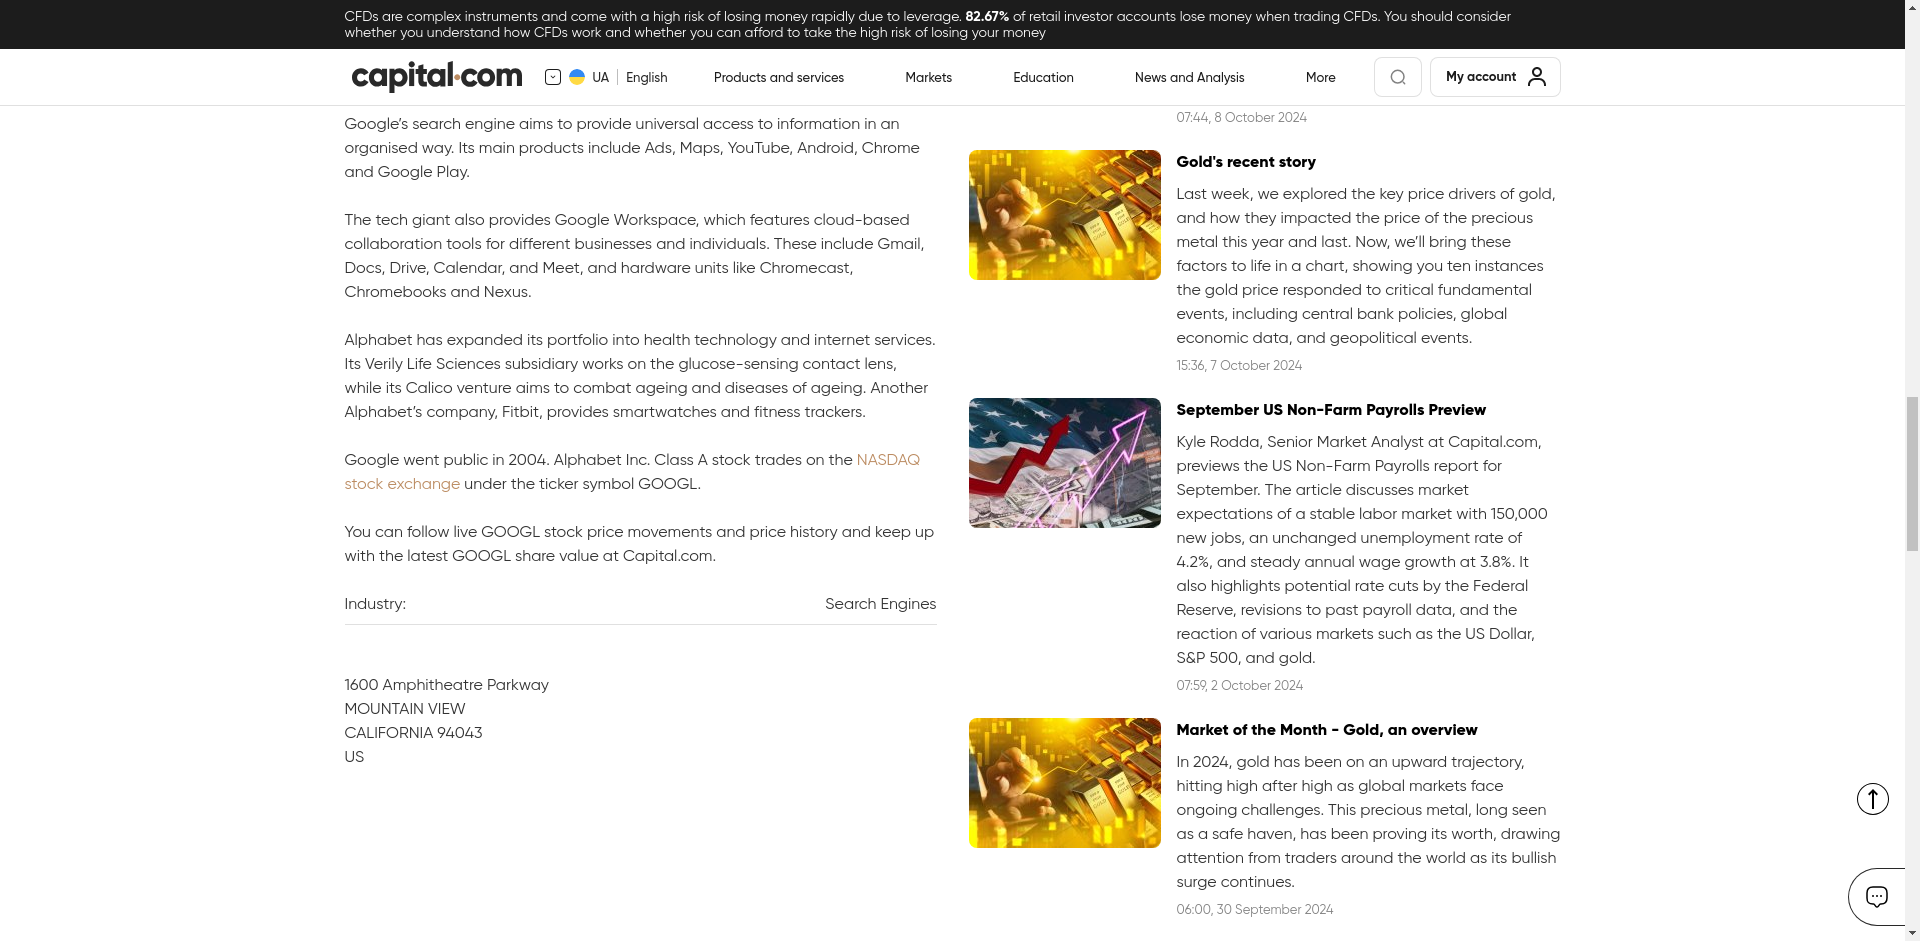 CFDs are complex instruments and come with a high risk of losing money rapidly due to leverage. 82.67% of retail investor accounts lose money when trading CFDs. You should consider
whether you understand how CFDs work and whether you can afford to take the high risk of losing your money
capital.com
UA
English
Products and services
Markets
Education
News and Analysis
More
My account
Google’s search engine aims to provide universal access to information in an
organised way. Its main products include Ads, Maps, YouTube, Android, Chrome
and Google Play.
The tech giant also provides Google Workspace, which features cloud-based
collaboration tools for different businesses and individuals. These include Gmail,
Docs, Drive, Calendar, and Meet, and hardware units like Chromecast,
Chromebooks and Nexus.
Alphabet has expanded its portfolio into health technology and internet services.
Its Verily Life Sciences subsidiary works on the glucose-sensing contact lens,
while its Calico venture aims to combat ageing and diseases of ageing. Another
Alphabet’s company, Fitbit, provides smartwatches and fitness trackers.
Google went public in 2004. Alphabet Inc. Class A stock trades on the NASDAQ
stock exchange under the ticker symbol GOOGL.
You can follow live GOOGL stock price movements and price history and keep up
with the latest GOOGL share value at Capital.com.
Industry:
Search Engines
1600 Amphitheatre Parkway
MOUNTAIN VIEW
CALIFORNIA 94043
US
07:44, 8 October 2024
Gold's recent story
Last week, we explored the key price drivers of gold,
and how they impacted the price of the precious
metal this year and last. Now, we’ll bring these
factors to life in a chart, showing you ten instances
the gold price responded to critical fundamental
events, including central bank policies, global
economic data, and geopolitical events.
15:36, 7 October 2024
September US Non-Farm Payrolls Preview
Kyle Rodda, Senior Market Analyst at Capital.com,
previews the US Non-Farm Payrolls report for
September. The article discusses market
expectations of a stable labor market with 150,000
new jobs, an unchanged unemployment rate of
4.2%, and steady annual wage growth at 3.8%. It
also highlights potential rate cuts by the Federal
Reserve, revisions to past payroll data, and the
reaction of various markets such as the US Dollar,
S&P 500, and gold.
07:59, 2 October 2024
Market of the Month - Gold, an overview
In 2024, gold has been on an upward trajectory,
hitting high after high as global markets face
ongoing challenges. This precious metal, long seen
as a safe haven, has been proving its worth, drawing
attention from traders around the world as its bullish
surge continues.
06:00, 30 September 2024